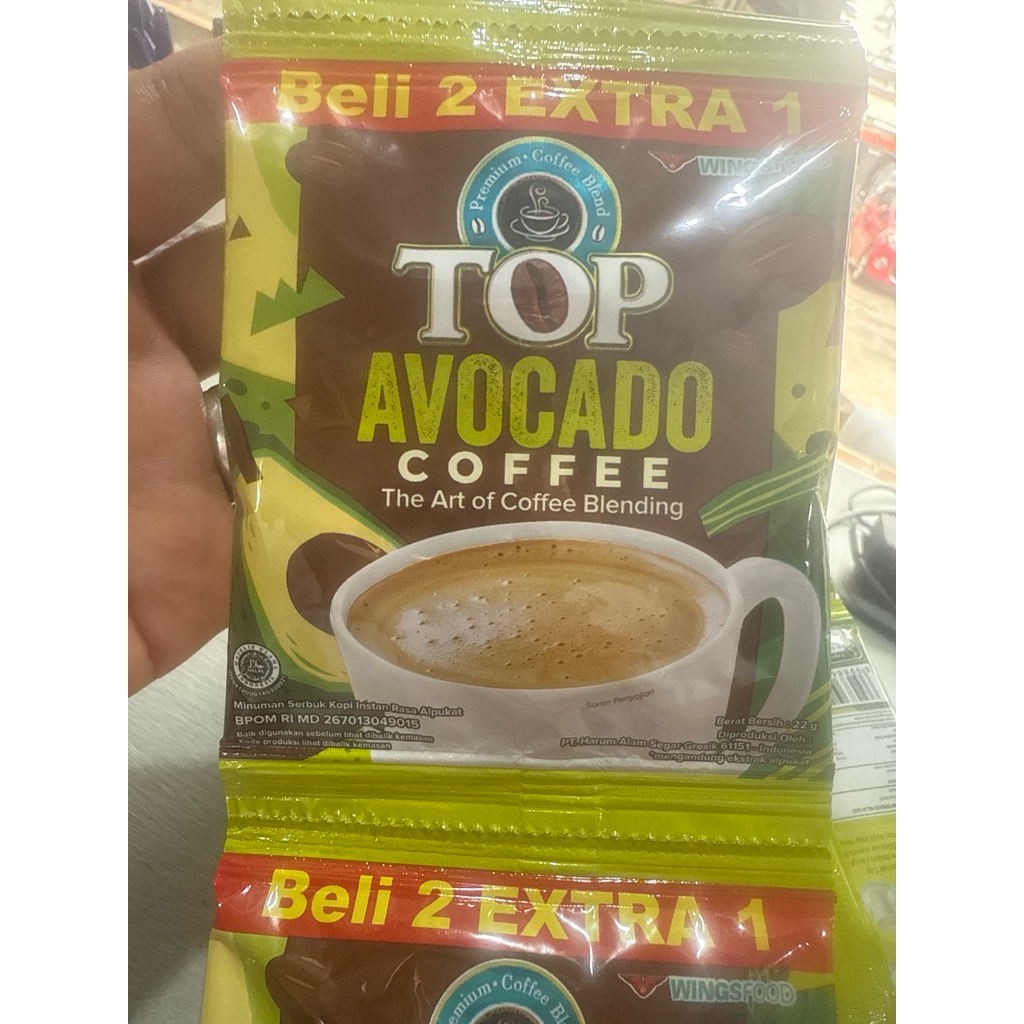 Beli 2 EXTRA 1
WINGSFOOD
Premium • Coffee Blend
TOP
AVOCADO
COFFEE
The Art of Coffee Blending
Saran Penyajian
Minuman Serbuk Kopi Instan Rasa Alpukat
BPOM RI MD 267013049015
Baik digunakan sebelum lihat dibalik kemasan
Kode produksi lihat dibalik kemasan
Berat Bersih : 22 g
Diproduksi Oleh :
PT. Harum Alam Segar Gresik 61151 - Indonesia
*mengandung ekstrak alpukat
Beli 2 EXTRA 1
WINGSFOOD
emium • Coffee Bl